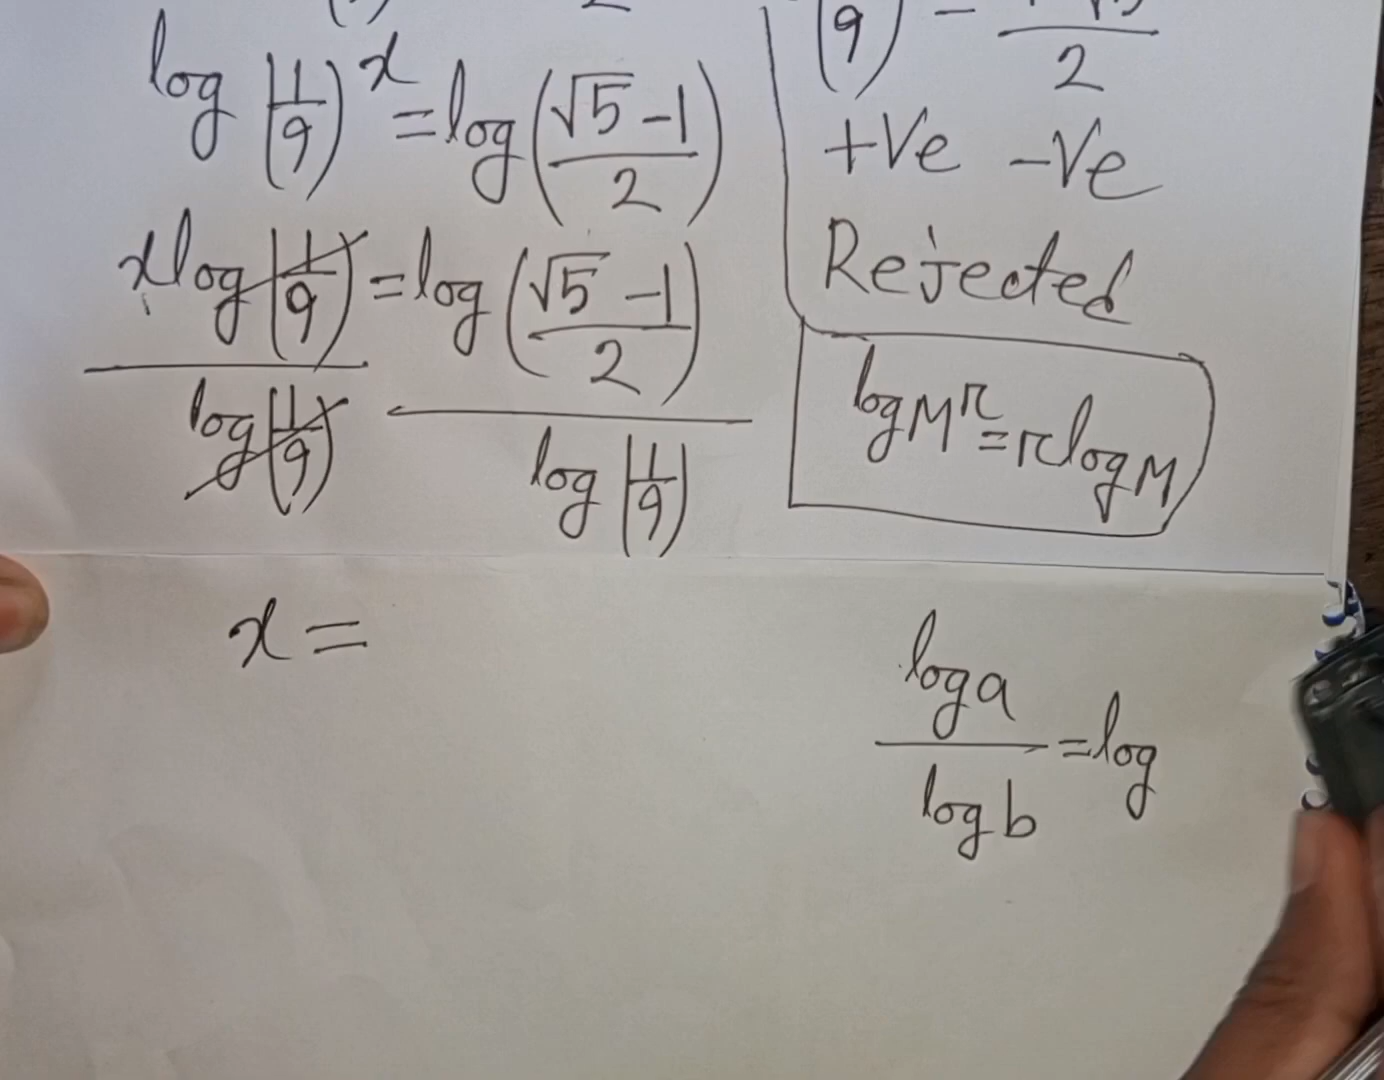 log (1/9)^x = log ((√5 - 1)/2)
x log (1/9) / log (1/9) = log ((√5 - 1)/2) / log (1/9)
x =
(9) - 2
+Ve -Ve
Rejected
log M^r = r log M
log a / log b = log